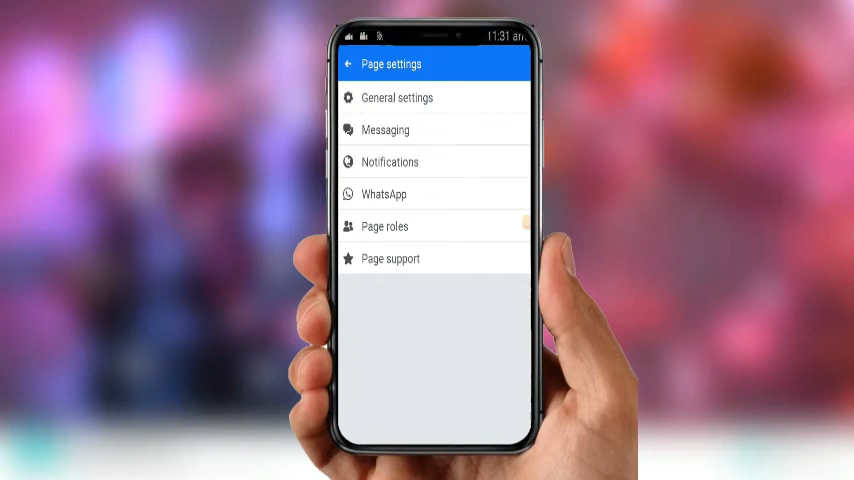 11:31 am
Page settings
General settings
Messaging
Notifications
WhatsApp
Page roles
Page support